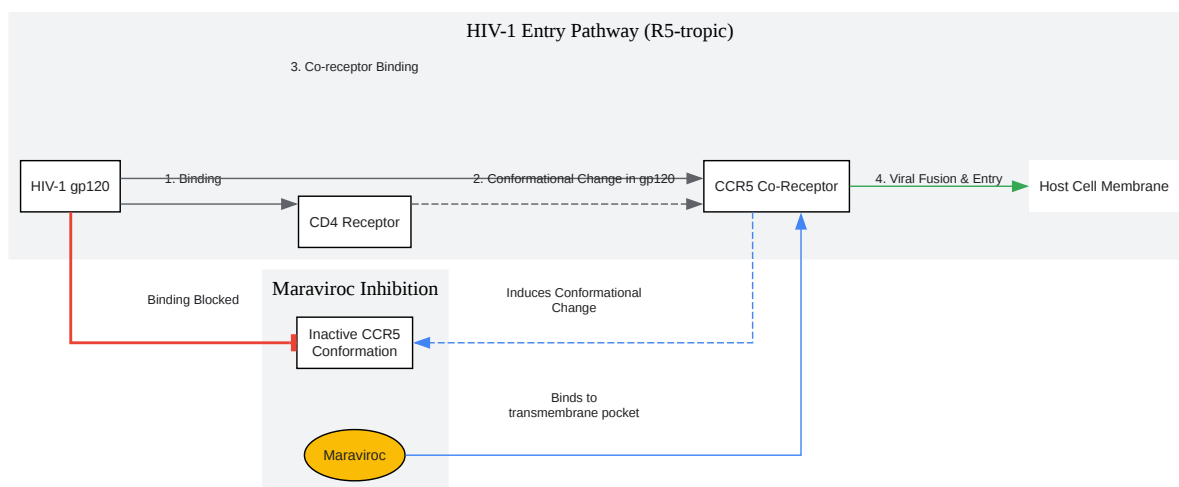 HIV-1 Entry Pathway (R5-tropic)
3. Co-receptor Binding
HIV-1 gp120
1. Binding
2. Conformational Change in gp120
CCR5 Co-Receptor
4. Viral Fusion & Entry
Host Cell Membrane
CD4 Receptor
Maraviroc Inhibition
Binding Blocked
Induces Conformational
Change
Inactive CCR5
Conformation
Binds to
transmembrane pocket
Maraviroc